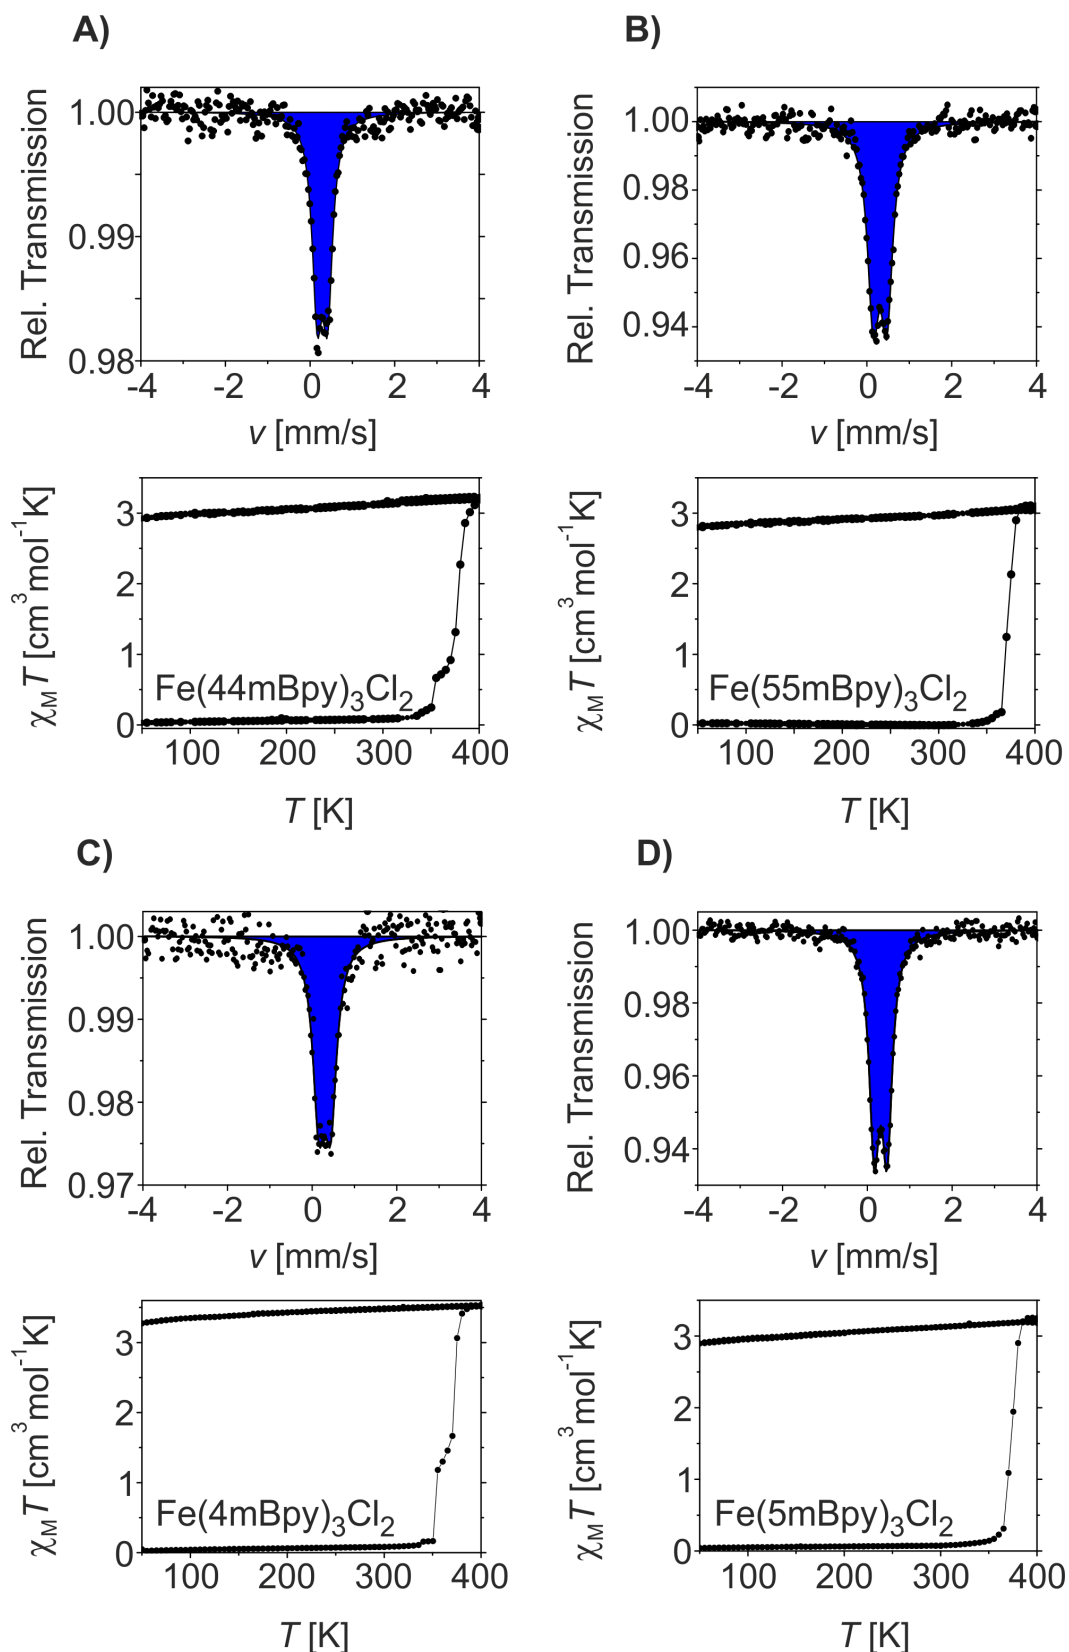 A)
B)
Rel. Transmission
1.00
0.99
0.98
-4 -2 0 2 4
v [mm/s]
Rel. Transmission
1.00
0.98
0.96
0.94
-4 -2 0 2 4
v [mm/s]
χMT [cm³mol⁻¹K]
3
2
1
0
Fe(44mBpy)₃Cl₂
100 200 300 400
T [K]
χMT [cm³mol⁻¹K]
3
2
1
0
Fe(55mBpy)₃Cl₂
100 200 300 400
T [K]
C)
D)
Rel. Transmission
1.00
0.99
0.98
0.97
-4 -2 0 2 4
v [mm/s]
Rel. Transmission
1.00
0.98
0.96
0.94
-4 -2 0 2 4
v [mm/s]
χMT [cm³mol⁻¹K]
3
2
1
0
Fe(4mBpy)₃Cl₂
100 200 300 400
T [K]
χMT [cm³mol⁻¹K]
3
2
1
0
Fe(5mBpy)₃Cl₂
100 200 300 400
T [K]